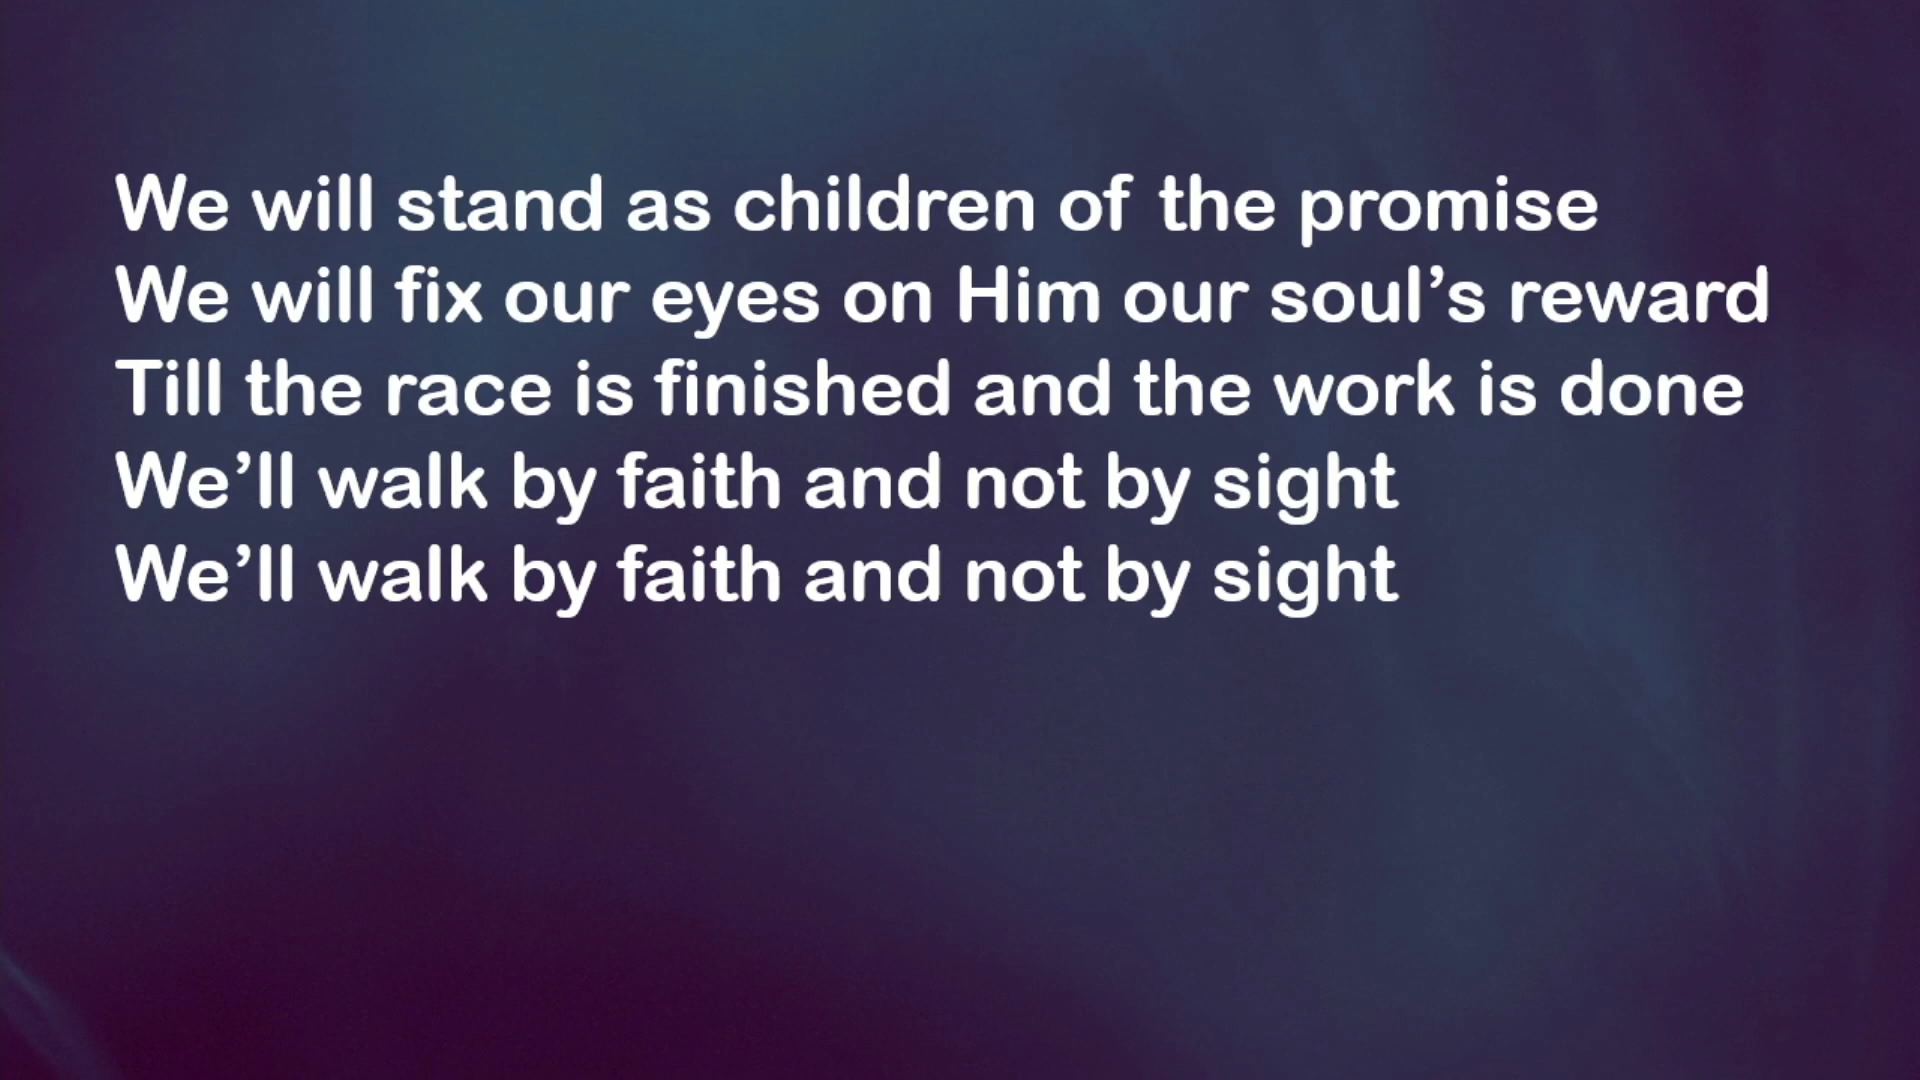 We will stand as children of the promise
We will fix our eyes on Him our soul’s reward
Till the race is finished and the work is done
We’ll walk by faith and not by sight
We’ll walk by faith and not by sight